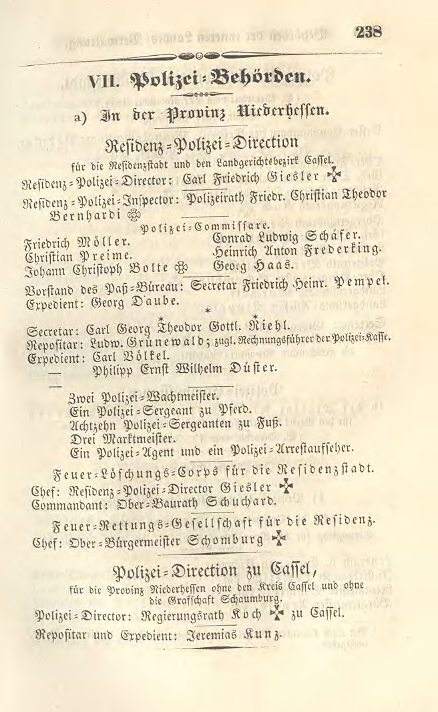 238
VII. Polizei-Behörden.
a) In der Provinz Niederhessen.
Residenz-Polizei-Direction
für die Residenzstadt und den Landgerichtsbezirk Cassel.
Residenz-Polizei-Director: Carl Friedrich Giesler ✠
Residenz-Polizei-Inspector: Polizeirath Friedr. Christian Theodor
Bernhardi
Polizei-Commissare.
Friedrich Möller.
Christian Preime.
Johann Christoph Bolte
Conrad Ludwig Schäfer.
Heinrich Anton Frederking.
Georg Haas.
Vorstand des Paß-Büreau: Secretar Friedrich Heinr. Pempel.
Expedient: Georg Daube.
* * *
Secretar: Carl Georg Theodor Gottl. Riehl.
Repositar: Ludw. Grünewald; zugl. Rechnungsführer der Polizei-Kasse.
Expedient: Carl Völkel.
— Philipp Ernst Wilhelm Düster.
—
Zwei Polizei-Wachtmeister.
Ein Polizei-Sergeant zu Pferd.
Achtzehn Polizei-Sergeanten zu Fuß.
Drei Marktmeister.
Ein Polizei-Agent und ein Polizei-Arrestaufseher.
Feuer-Löschungs-Corps für die Residenzstadt.
Chef: Residenz-Polizei-Director Giesler ✠
Commandant: Ober-Baurath Schuchard.
Feuer-Rettungs-Gesellschaft für die Residenz.
Chef: Ober-Bürgermeister Schomburg ✠
Polizei-Direction zu Cassel,
für die Provinz Niederhessen ohne den Kreis Cassel und ohne
die Grafschaft Schaumburg.
Polizei-Director: Regierungsrath Koch ✠ zu Cassel.
Repositar und Expedient: Jeremias Kunz.